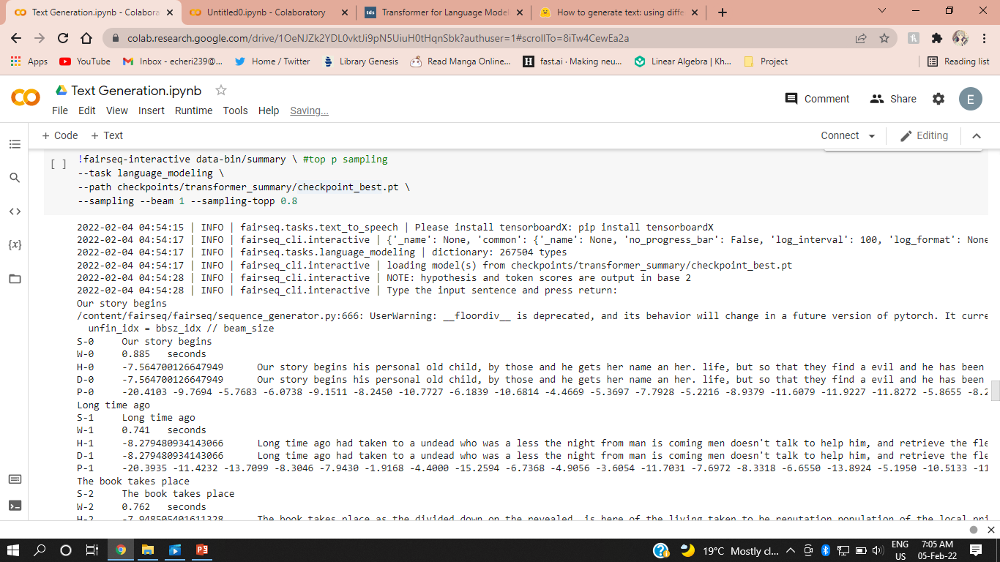 Text Generation.ipynb - Colabora
Untitled0.ipynb - Colaboratory
tds Transformer for Language Model
How to generate text: using diffe
colab.research.google.com/drive/1OeNJZk2YDL0vktJi9pN5UiuH0tHqnSbk?authuser=1#scrollTo=8iTw4CewEa2a
Apps
YouTube
Inbox - echeri239@...
Home / Twitter
Library Genesis
Read Manga Online...
H fast.ai · Making neu...
Linear Algebra | Kh...
Project
Reading list
Text Generation.ipynb
Comment
Share
E
File Edit View Insert Runtime Tools Help Saving...
+ Code + Text
Connect
Editing
[ ] !fairseq-interactive data-bin/summary \ #top p sampling
--task language_modeling \
--path checkpoints/transformer_summary/checkpoint_best.pt \
--sampling --beam 1 --sampling-topp 0.8
2022-02-04 04:54:15 | INFO | fairseq.tasks.text_to_speech | Please install tensorboardX: pip install tensorboardX
2022-02-04 04:54:17 | INFO | fairseq_cli.interactive | {'_name': None, 'common': {'_name': None, 'no_progress_bar': False, 'log_interval': 100, 'log_format': None
2022-02-04 04:54:17 | INFO | fairseq.tasks.language_modeling | dictionary: 267504 types
2022-02-04 04:54:17 | INFO | fairseq_cli.interactive | loading model(s) from checkpoints/transformer_summary/checkpoint_best.pt
2022-02-04 04:54:28 | INFO | fairseq_cli.interactive | NOTE: hypothesis and token scores are output in base 2
2022-02-04 04:54:28 | INFO | fairseq_cli.interactive | Type the input sentence and press return:
Our story begins
/content/fairseq/fairseq/sequence_generator.py:666: UserWarning: __floordiv__ is deprecated, and its behavior will change in a future version of pytorch. It curre
unfin_idx = bbsz_idx // beam_size
S-0 Our story begins
W-0 0.885 seconds
H-0 -7.564700126647949 Our story begins his personal old child, by those and he gets her name an her. life, but so that they find a evil and he has been
D-0 -7.564700126647949 Our story begins his personal old child, by those and he gets her name an her. life, but so that they find a evil and he has been
P-0 -20.4103 -9.7694 -5.7683 -6.0738 -9.1511 -8.2450 -10.7727 -6.1839 -10.6814 -4.4669 -5.3697 -7.7928 -5.2216 -8.9379 -11.6079 -11.9227 -11.8272 -5.8655 -8.2
Long time ago
S-1 Long time ago
W-1 0.741 seconds
H-1 -8.279480934143066 Long time ago had taken to a undead who was a less the night from man is coming men doesn't talk to help him, and retrieve the fle
D-1 -8.279480934143066 Long time ago had taken to a undead who was a less the night from man is coming men doesn't talk to help him, and retrieve the fle
P-1 -20.3935 -11.4232 -13.7099 -8.3046 -7.9430 -1.9168 -4.4000 -15.2594 -6.7368 -4.9056 -3.6054 -11.7031 -7.6972 -8.3318 -6.6550 -13.8924 -5.1950 -10.5133 -11
The book takes place
S-2 The book takes place
W-2 0.762 seconds
H-2 -7.948505401611328 The book takes place as the divided down on the revealed, is here of the living taken to be reputation population of the local pri
19°C Mostly cl...
ENG
US
7:05 AM
05-Feb-22